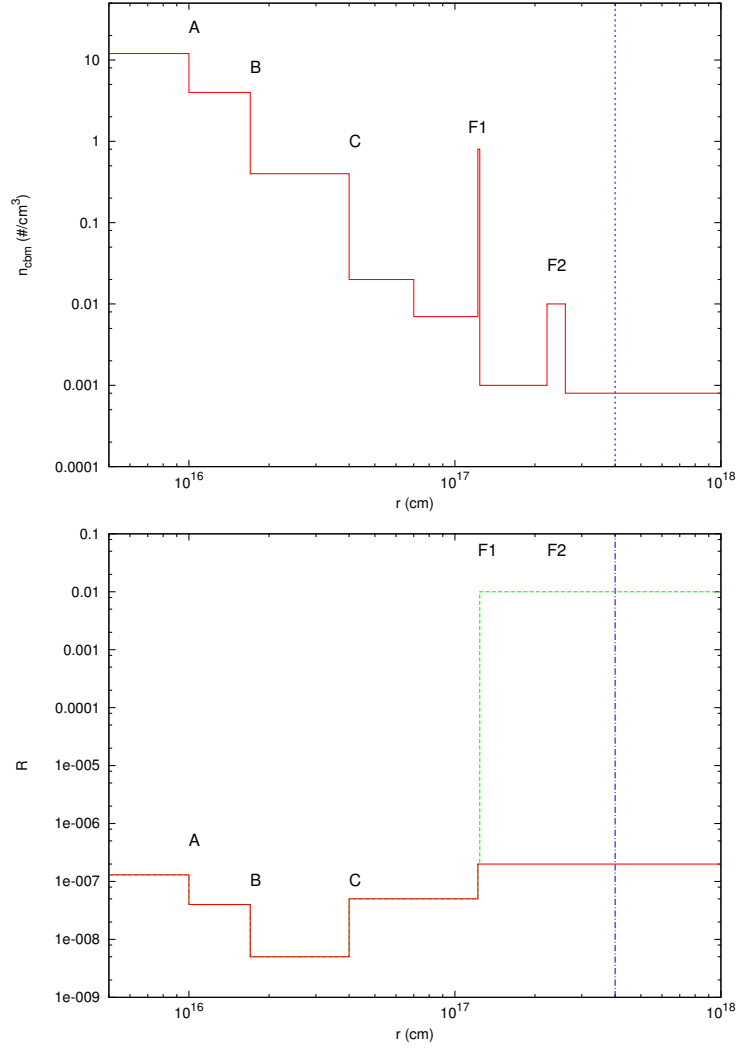 A
B
C
F1
F2
10
1
0.1
0.01
0.001
0.0001
n_cbm (#/cm^3)
10^16
10^17
10^18
r (cm)
0.1
0.01
0.001
0.0001
1e-005
1e-006
1e-007
1e-008
1e-009
R
F1
F2
A
B
C
10^16
10^17
10^18
r (cm)